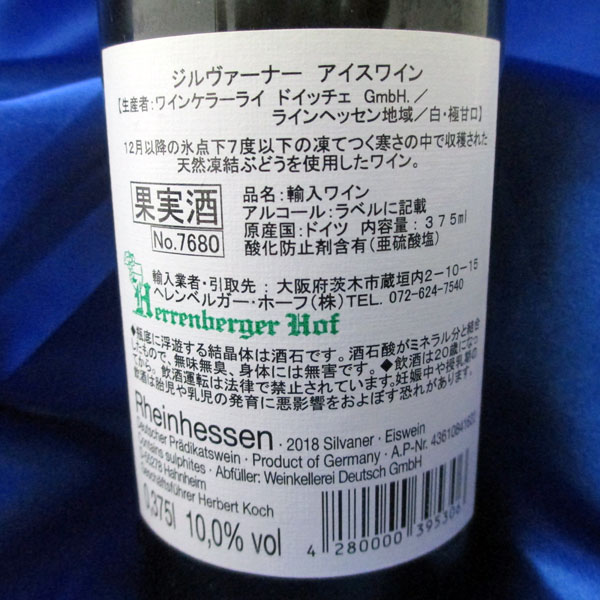 ジルヴァーナー アイスワイン
【生産者:ワインケラーライ ドイッチェ GmbH.／
ラインヘッセン地域／白・極甘口】
12月以降の氷点下7度以下の凍てつく寒さの中で収穫された
天然凍結ぶどうを使用したワイン。
果実酒
No.7680
品名:輸入ワイン
アルコール:ラベルに記載
原産国:ドイツ 内容量:375ml
酸化防止剤含有(亜硫酸塩)
輸入業者・引取先: 大阪府茨木市蔵垣内2-10-15
ヘレンベルガー・ホーフ(株)TEL. 072-624-7540
Herrenberger Hof
◆瓶底に浮遊する結晶体は酒石です。酒石酸がミネラル分と結合
したもので、無味無臭、身体には無害です。◆飲酒は20歳になっ
てから。飲酒運転は法律で禁止されています。妊娠中や授乳期の
飲酒は胎児や乳児の発育に悪影響をおよぼす恐れがあります。
Rheinhessen · 2018 Silvaner · Eiswein
Deutscher Prädikatswein · Product of Germany · A.P-Nr.
contains sulphites · Abfüller: Weinkellerei Deutsch GmbH
D-55278 Hahnheim
Geschäftsführer Herbert Koch
0,375l 10,0% vol
4 280000 395306